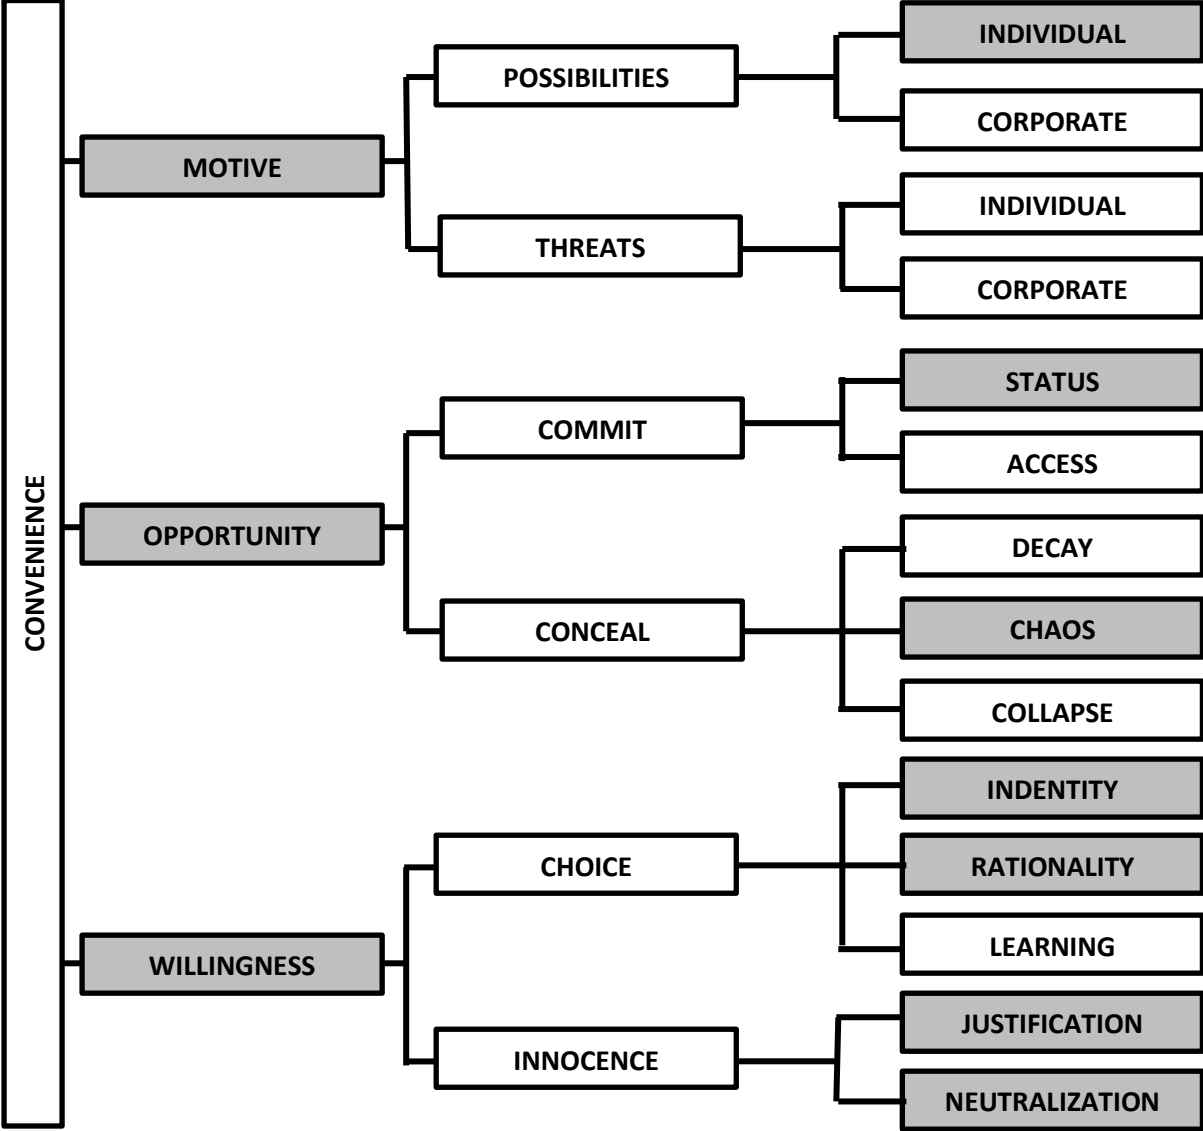 CONVENIENCE
MOTIVE
POSSIBILITIES
INDIVIDUAL
CORPORATE
THREATS
INDIVIDUAL
CORPORATE
OPPORTUNITY
COMMIT
STATUS
ACCESS
CONCEAL
DECAY
CHAOS
COLLAPSE
WILLINGNESS
CHOICE
INDENTITY
RATIONALITY
LEARNING
INNOCENCE
JUSTIFICATION
NEUTRALIZATION